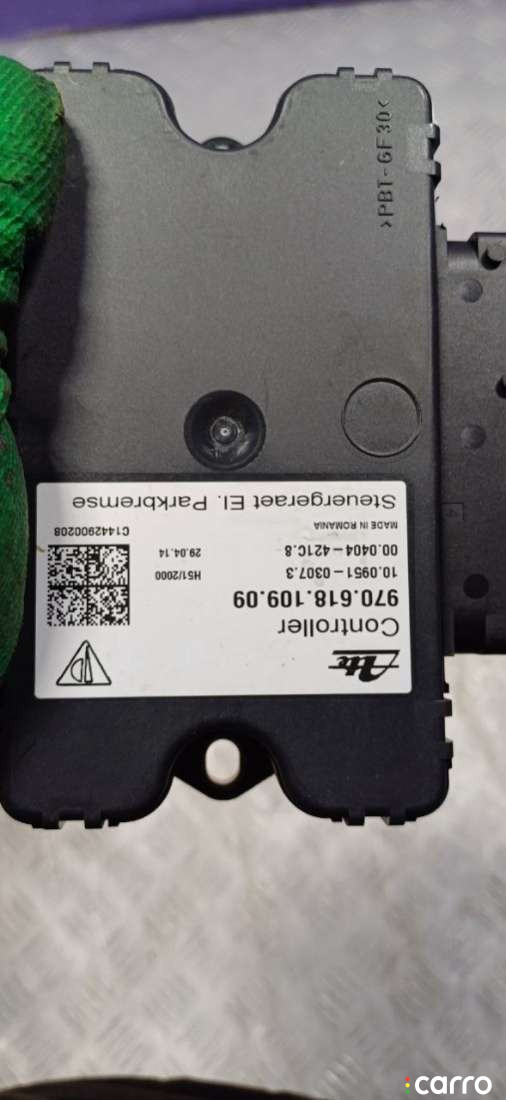 >PBT-GF30<
Ate
Controller
970.618.109.09
10.0951-0307.3 H51/2000
00.0404-421C.8 29.04.14
MADE IN ROMANIA C1442900208
Steuergeraet El. Parkbremse
carro